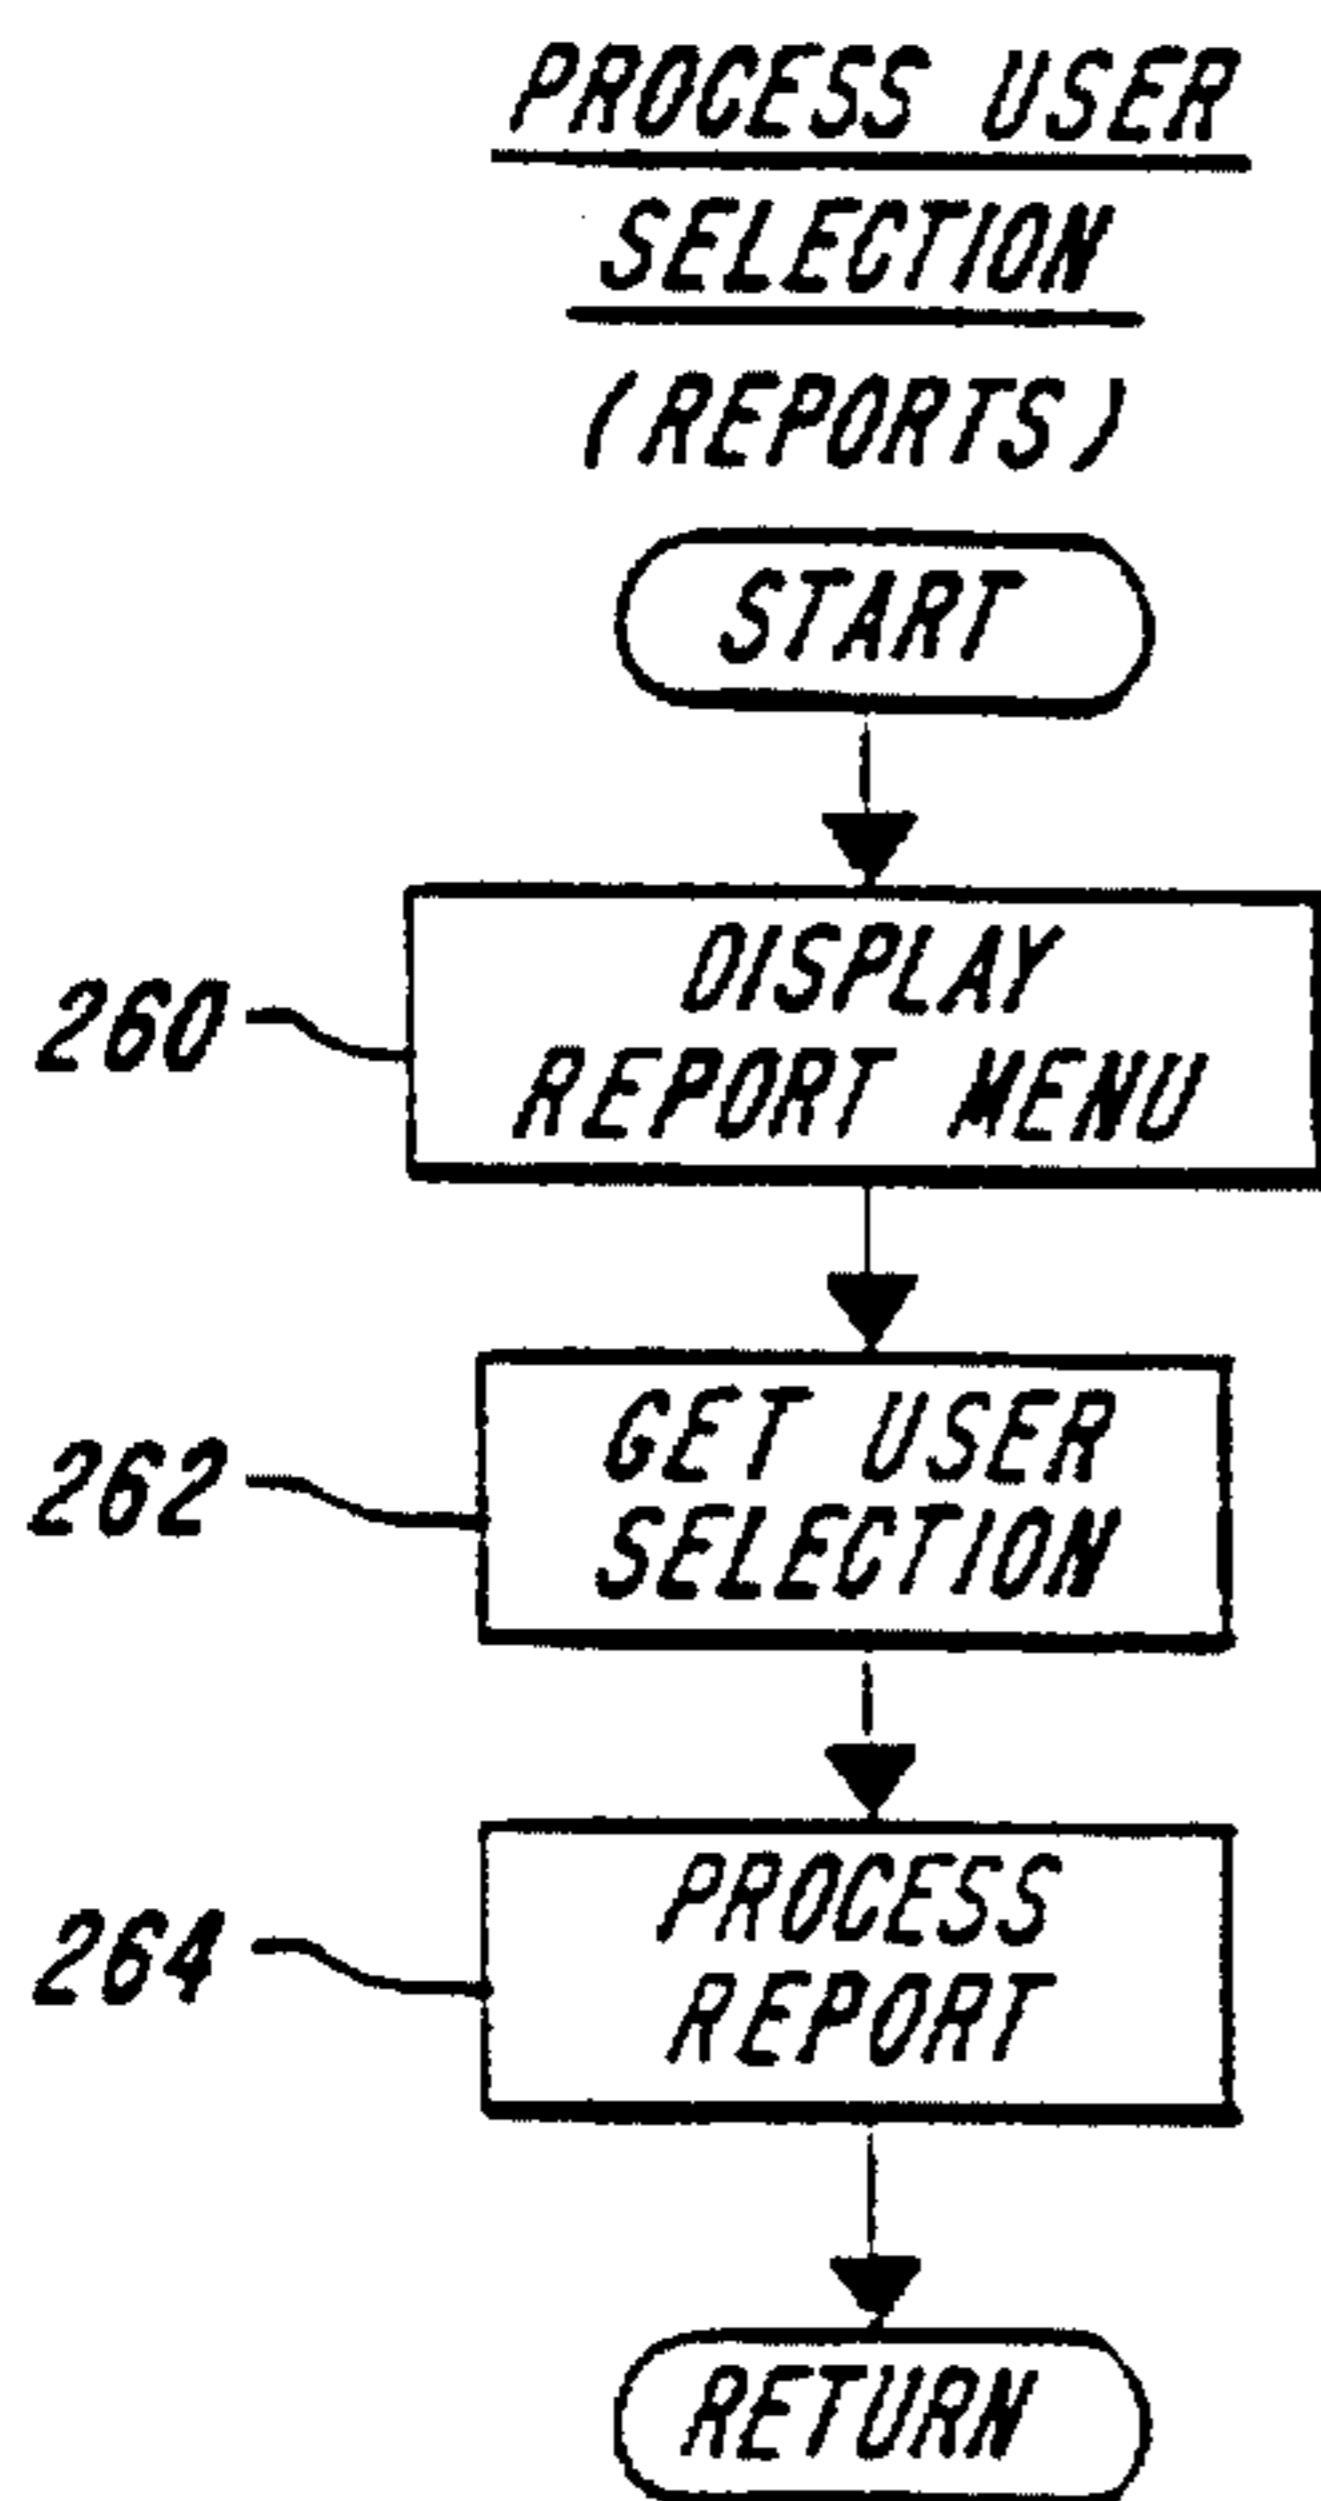 PROCESS USER
SELECTION
(REPORTS)
START
260
DISPLAY
REPORT MENU
262
GET USER
SELECTION
264
PROCESS
REPORT
RETURN